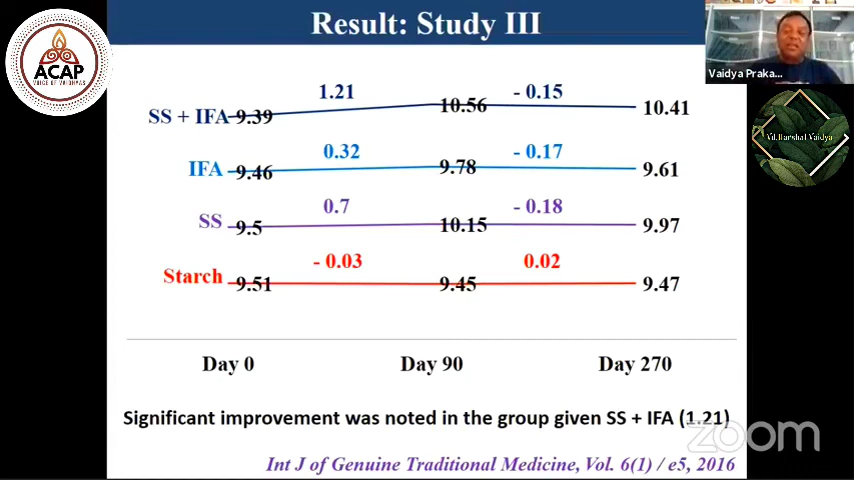 Result: Study III
ACAP
VOICE OF VAIDHYAS
Vaidya Praka...
Vd.Harshal Vaidya
1.21
- 0.15
SS + IFA
9.39
10.56
10.41
0.32
- 0.17
IFA
9.46
9.78
9.61
0.7
- 0.18
SS
9.5
10.15
9.97
- 0.03
0.02
Starch
9.51
9.45
9.47
Day 0
Day 90
Day 270
Significant improvement was noted in the group given SS + IFA (1.21)
zoom
Int J of Genuine Traditional Medicine, Vol. 6(1) / e5, 2016